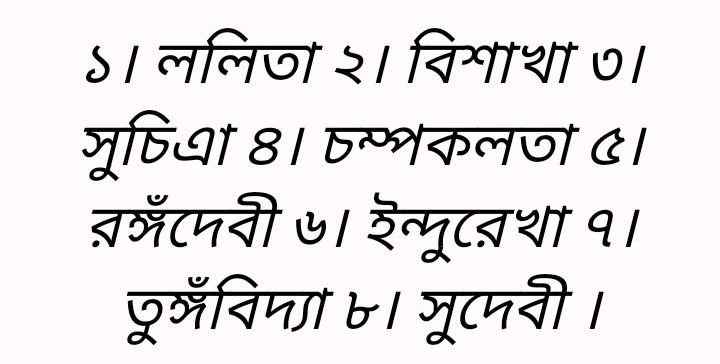 ১। ললিতা ২। বিশাখা ৩।
সুচিএা ৪। চম্পকলতা ৫।
রঙ্গঁদেবী ৬। ইন্দুরেখা ৭।
তুঙ্গঁবিদ্যা ৮। সুদেবী ।